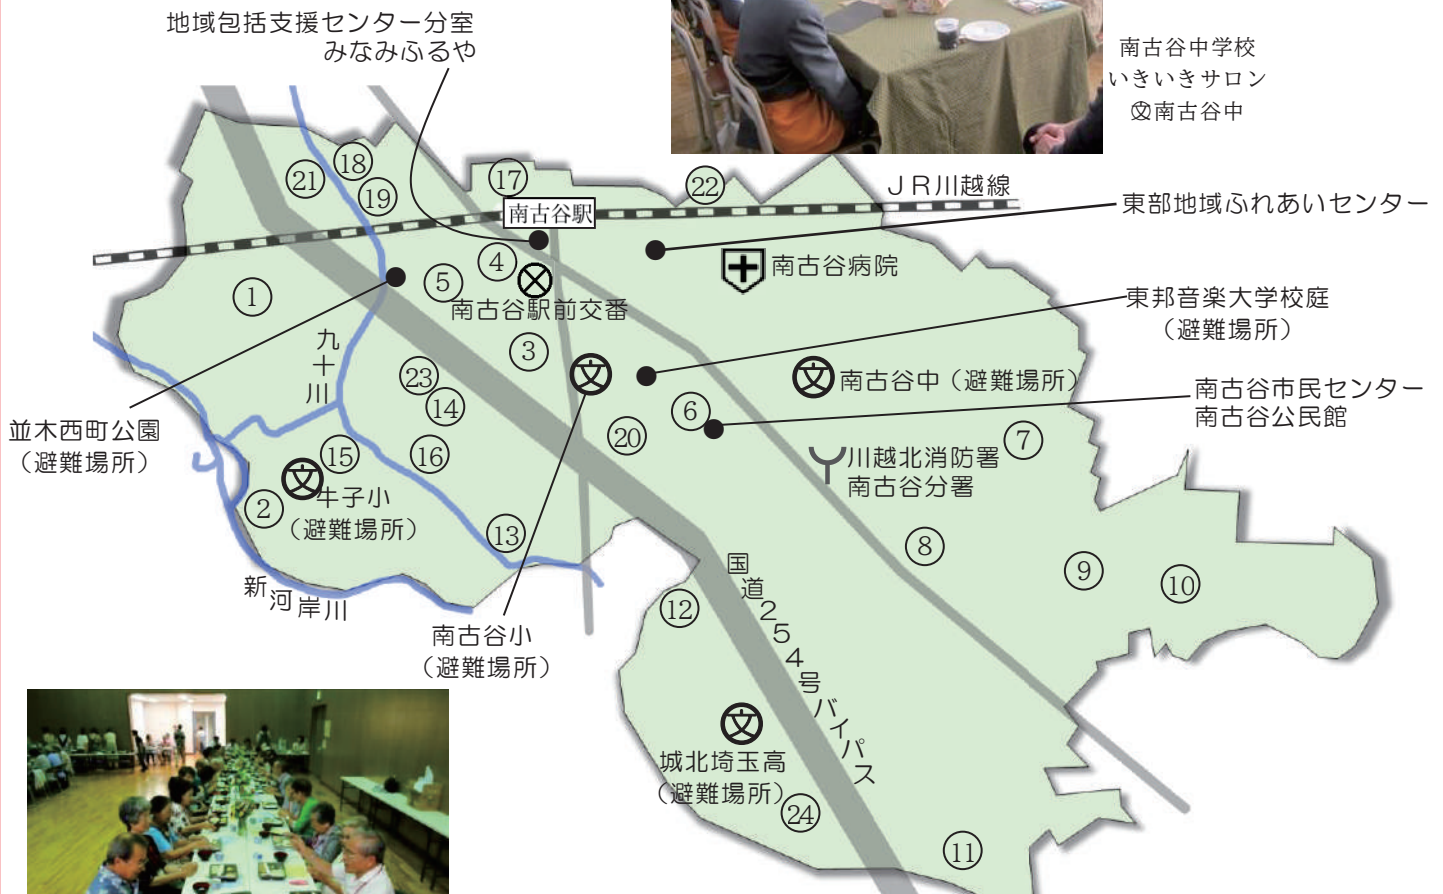 地域包括支援センター分室
みなみふるや
南古谷中学校
いきいきサロン
㊫南古谷中
⑱
㉑
⑲
⑰
㉒
JR川越線
南古谷駅
東部地域ふれあいセンター
④
⑤
①
南古谷病院
南古谷駅前交番
東邦音楽大学校庭
（避難場所）
九十川
③
㉓
⑭
文
文
南古谷中（避難場所）
南古谷市民センター
南古谷公民館
⑥
⑳
⑦
並木西町公園
（避難場所）
⑮
⑯
川越北消防署
南古谷分署
文
牛子小
（避難場所）
②
⑬
⑧
⑨
⑩
新河岸川
国道254号バイパス
⑫
南古谷小
（避難場所）
文
城北埼玉高
（避難場所）
㉔
⑪